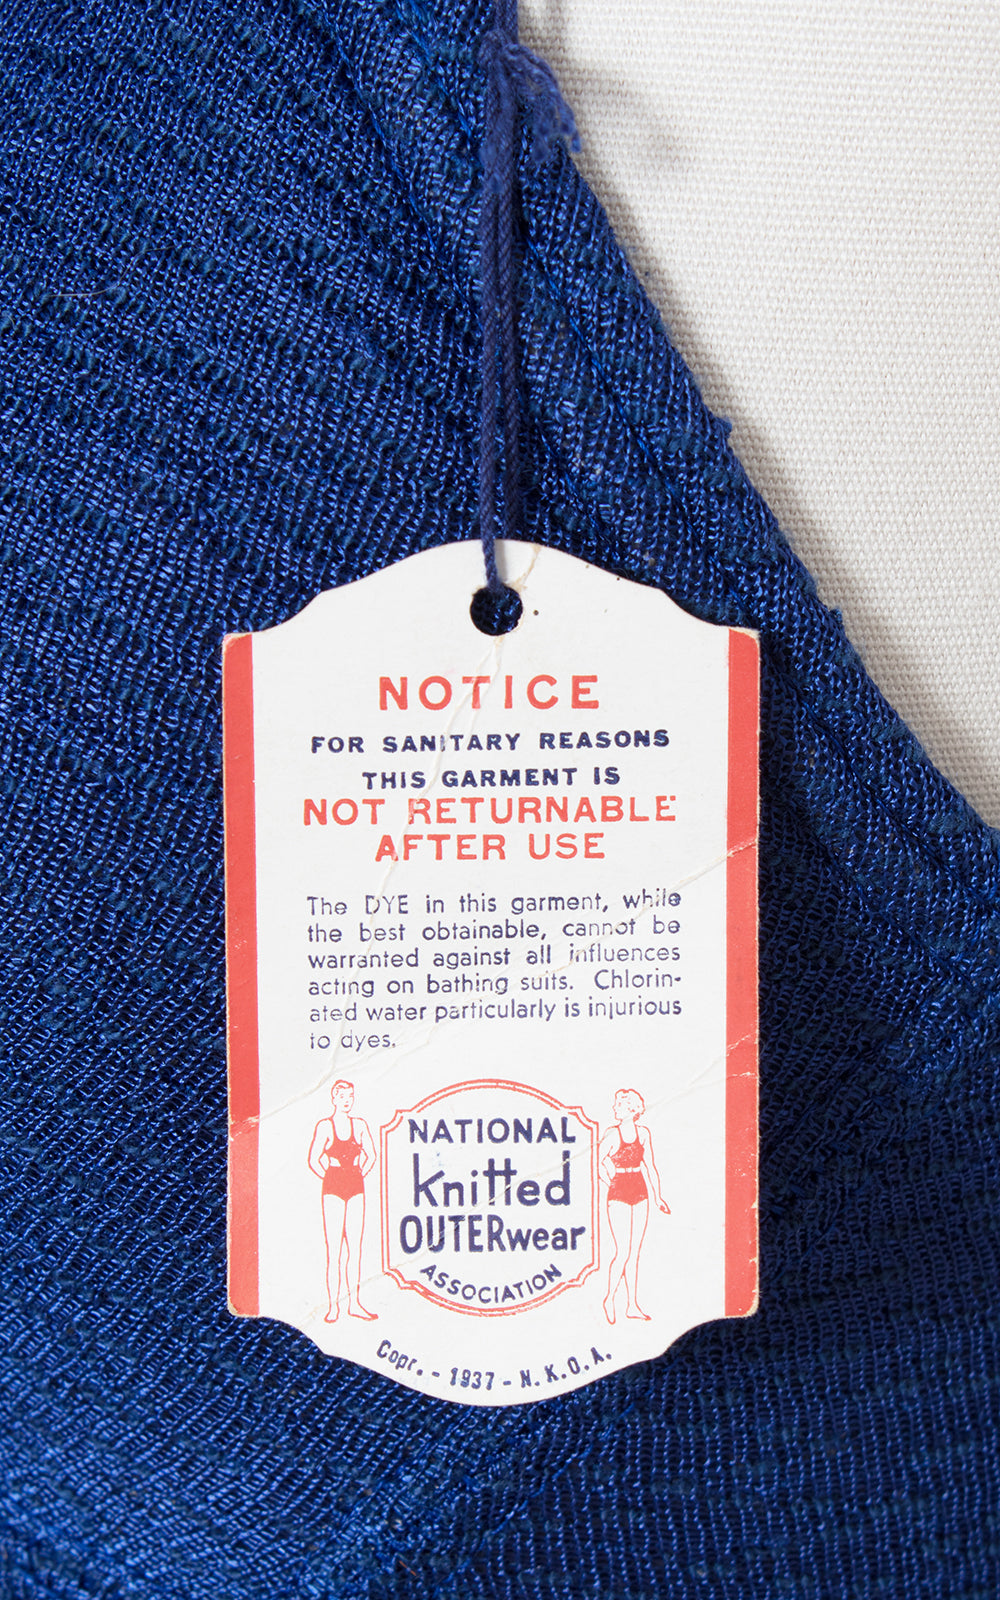 NOTICE
FOR SANITARY REASONS
THIS GARMENT IS
NOT RETURNABLE
AFTER USE
The DYE in this garment, while
the best obtainable, cannot be
warranted against all influences
acting on bathing suits. Chlorin-
ated water particularly is injurious
to dyes.
NATIONAL
knitted
OUTERwear
ASSOCIATION
Copr. - 1937 - N.K.O.A.